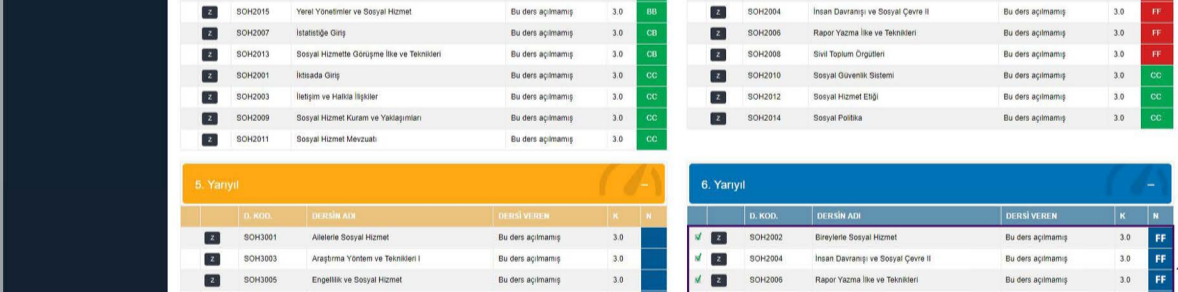 Z SOH2015 Yerel Yönetimler ve Sosyal Hizmet Bu ders açılmamış 3.0 BB
Z SOH2007 İstatistiğe Giriş Bu ders açılmamış 3.0 CB
Z SOH2013 Sosyal Hizmette Görüşme İlke ve Teknikleri Bu ders açılmamış 3.0 CB
Z SOH2001 İktisada Giriş Bu ders açılmamış 3.0 CC
Z SOH2003 İletişim ve Halkla İlişkiler Bu ders açılmamış 3.0 CC
Z SOH2009 Sosyal Hizmet Kuram ve Yaklaşımları Bu ders açılmamış 3.0 CC
Z SOH2011 Sosyal Hizmet Mevzuatı Bu ders açılmamış 3.0 CC
Z SOH2004 İnsan Davranışı ve Sosyal Çevre II Bu ders açılmamış 3.0 FF
Z SOH2006 Rapor Yazma İlke ve Teknikleri Bu ders açılmamış 3.0 FF
Z SOH2008 Sivil Toplum Örgütleri Bu ders açılmamış 3.0 FF
Z SOH2010 Sosyal Güvenlik Sistemi Bu ders açılmamış 3.0 CC
Z SOH2012 Sosyal Hizmet Etiği Bu ders açılmamış 3.0 CC
Z SOH2014 Sosyal Politika Bu ders açılmamış 3.0 CC
5. Yarıyıl
D. KOD. DERSİN ADI DERSİ VEREN K N
Z SOH3001 Ailelerle Sosyal Hizmet Bu ders açılmamış 3.0
Z SOH3003 Araştırma Yöntem ve Teknikleri I Bu ders açılmamış 3.0
Z SOH3005 Engellilik ve Sosyal Hizmet Bu ders açılmamış 3.0
6. Yarıyıl
D. KOD. DERSİN ADI DERSİ VEREN K N
Z SOH2002 Bireylerle Sosyal Hizmet Bu ders açılmamış 3.0 FF
Z SOH2004 İnsan Davranışı ve Sosyal Çevre II Bu ders açılmamış 3.0 FF
Z SOH2006 Rapor Yazma İlke ve Teknikleri Bu ders açılmamış 3.0 FF